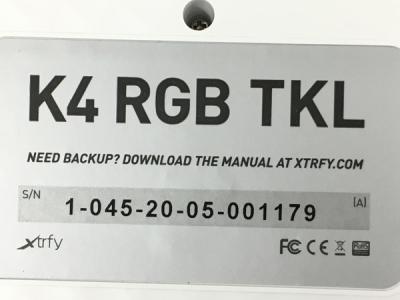 K4 RGB TKL
NEED BACKUP? DOWNLOAD THE MANUAL AT XTRFY.COM
S/N
1-045-20-05-001179
[A]
xtrfy
FC CE